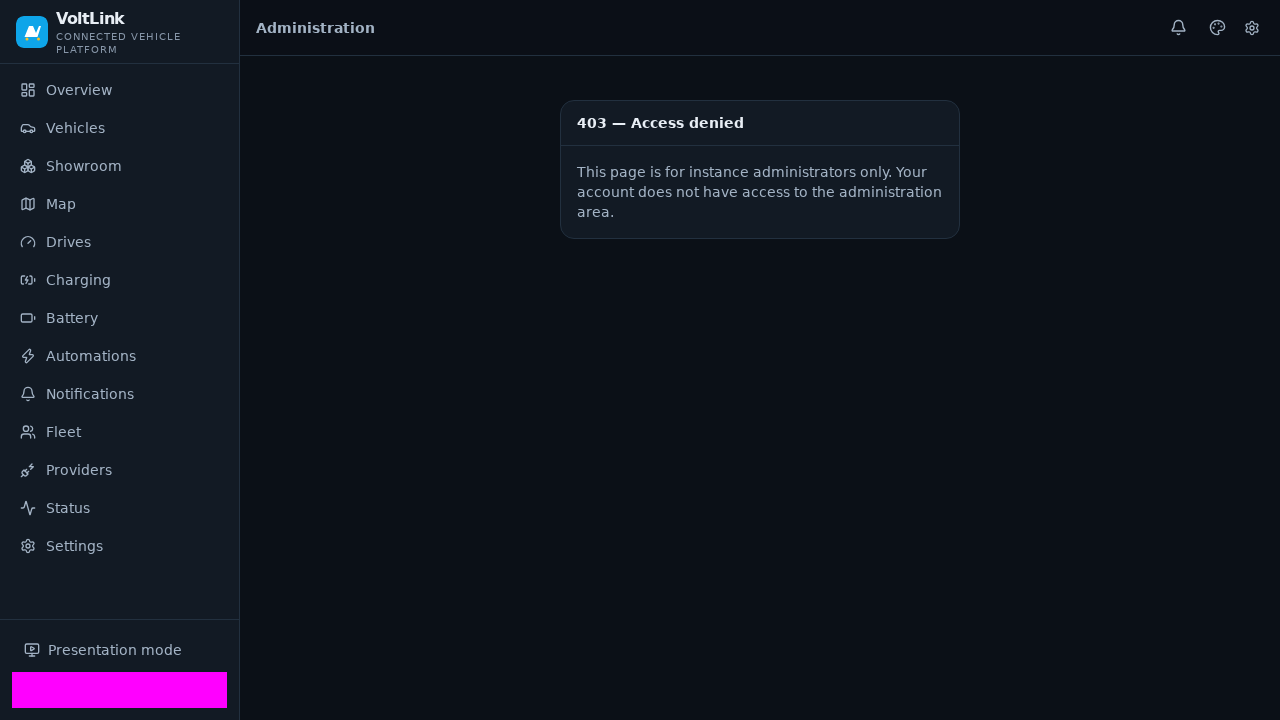 VoltLink
CONNECTED VEHICLE
PLATFORM
Overview
Vehicles
Showroom
Map
Drives
Charging
Battery
Automations
Notifications
Fleet
Providers
Status
Settings
Presentation mode
Administration
403 — Access denied
This page is for instance administrators only. Your
account does not have access to the administration
area.